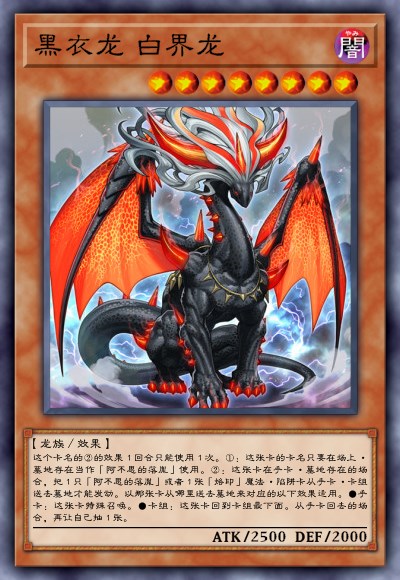 黑衣龙 白界龙
やみ
闇
【龙族／效果】
这个卡名的②的效果1回合只能使用1次。①：这张卡的卡名只要在场上・
墓地存在当作「阿不思的落胤」使用。②：这张卡在手卡・墓地存在的场
合，把1只「阿不思的落胤」或者1张「烙印」魔法・陷阱卡从手卡・卡组
送去墓地才能发动。以那张卡从哪里送去墓地来对应的以下效果适用。●手
卡：这张卡特殊召唤。●卡组：这张卡回到卡组最下面。从手卡回去的场
合，再让自己抽1张。
ATK/2500 DEF/2000